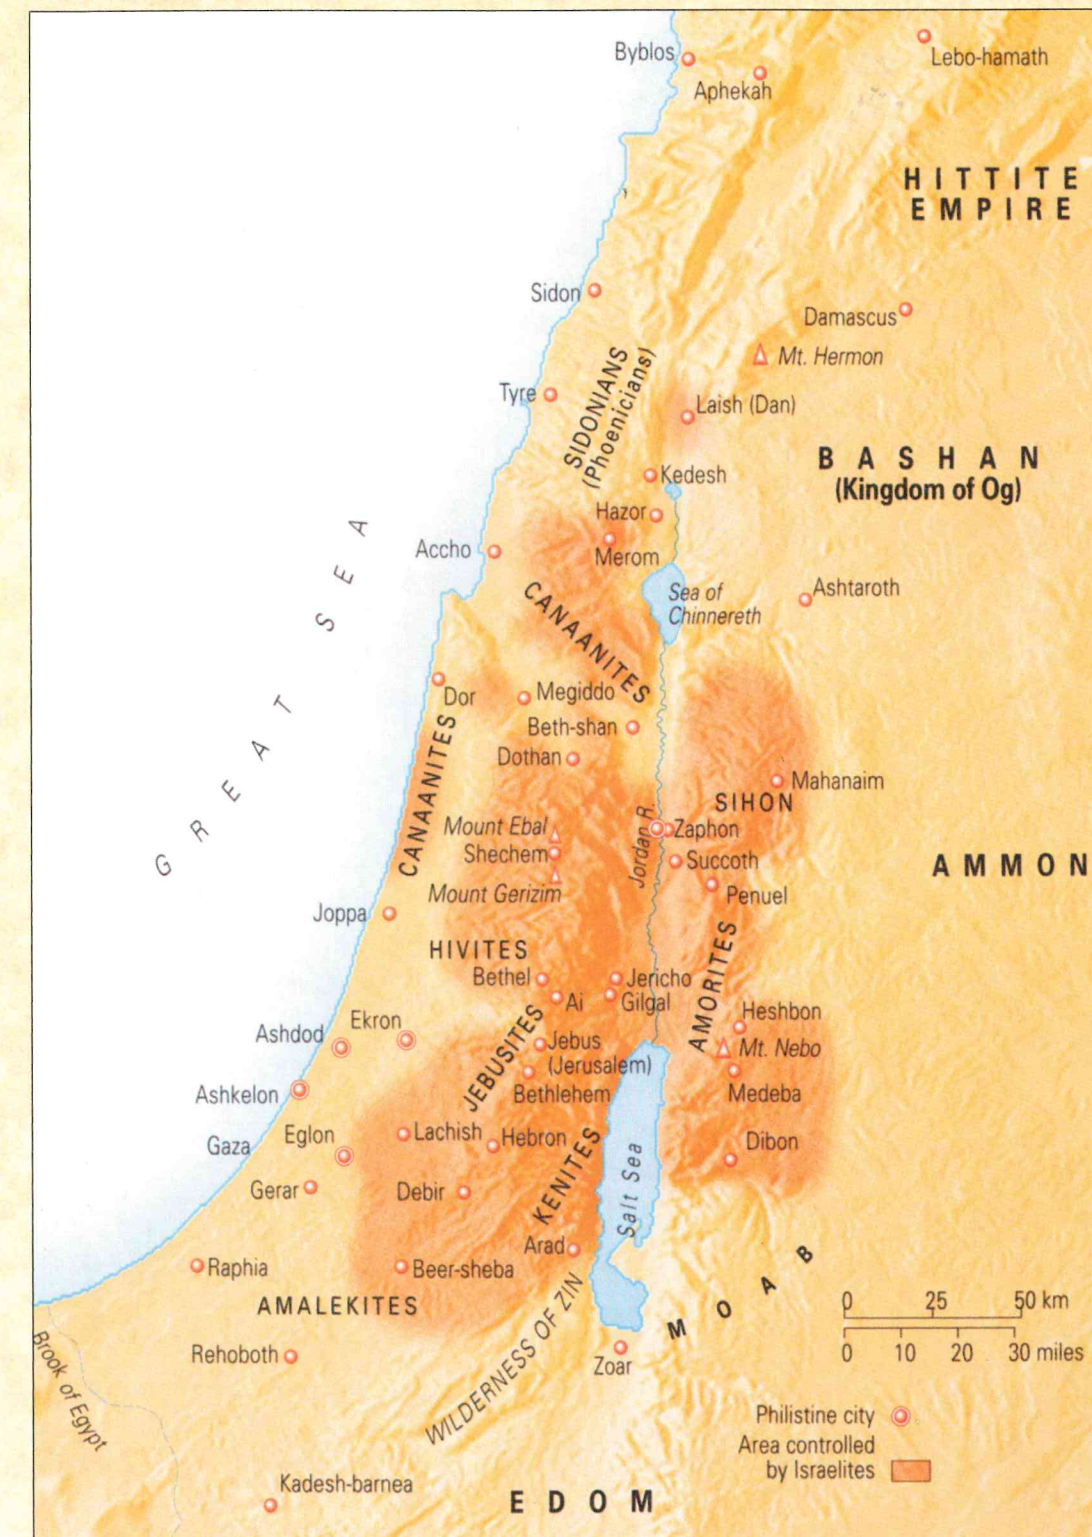 Byblos
Lebo-hamath
Aphekah
HITTITE
EMPIRE
Sidon
Damascus
Mt. Hermon
SIDONIANS
(Phoenicians)
Tyre
Laish (Dan)
BASHAN
(Kingdom of Og)
Kedesh
Hazor
Accho
Merom
GREAT SEA
CANAANITES
Sea of
Chinnereth
Ashtaroth
Dor
Megiddo
Beth-shan
CANAANITES
Dothan
Mahanaim
SIHON
Mount Ebal
Jordan R.
Zaphon
Shechem
Succoth
AMMON
Mount Gerizim
Penuel
Joppa
HIVITES
AMORITES
Bethel
Jericho
Ai
Gilgal
Heshbon
Ashdod
Ekron
JEBUSITES
Jebus
(Jerusalem)
Mt. Nebo
Ashkelon
Bethlehem
Medeba
Gaza
Eglon
Lachish
Hebron
KENITES
Dibon
Salt Sea
Gerar
Debir
Arad
Raphia
Beer-sheba
MOAB
AMALEKITES
WILDERNESS OF ZIN
0 25 50 km
0 10 20 30 miles
Brook of Egypt
Rehoboth
Zoar
Philistine city
Area controlled
by Israelites
Kadesh-barnea
EDOM